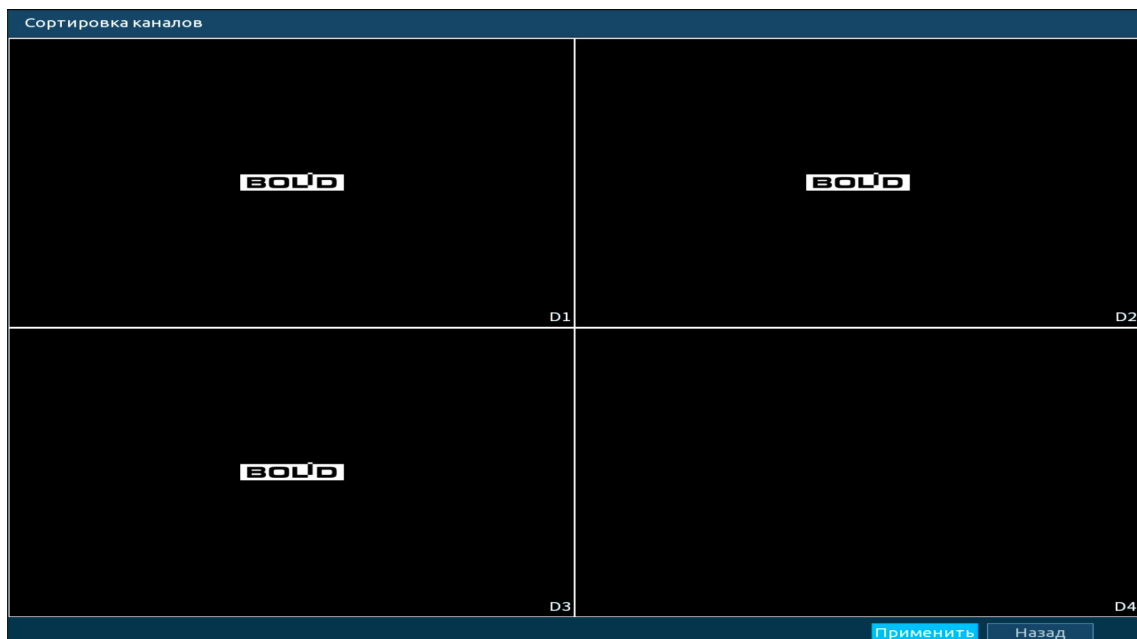 Сортировка каналов
BOLID
BOLID
D1
D2
BOLID
D3
D4
Применить
Назад